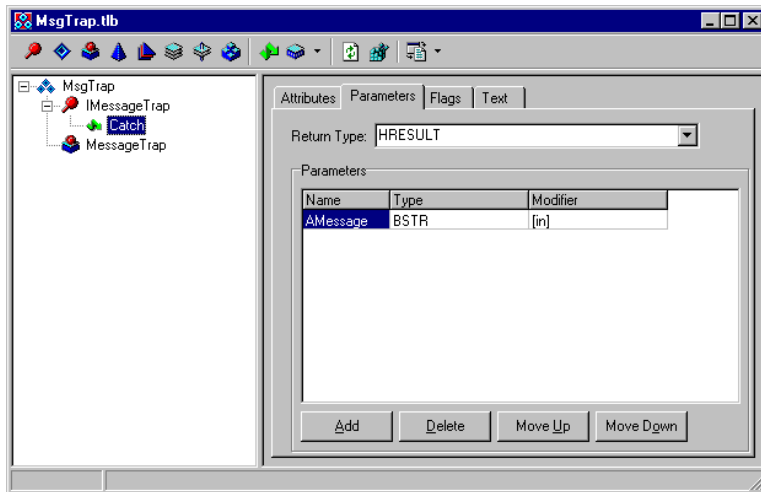 MsgTrap.tlb
MsgTrap
IMessageTrap
Catch
MessageTrap
Attributes Parameters Flags Text
Return Type: HRESULT
Parameters
Name Type Modifier
AMessage BSTR [in]
Add Delete Move Up Move Down